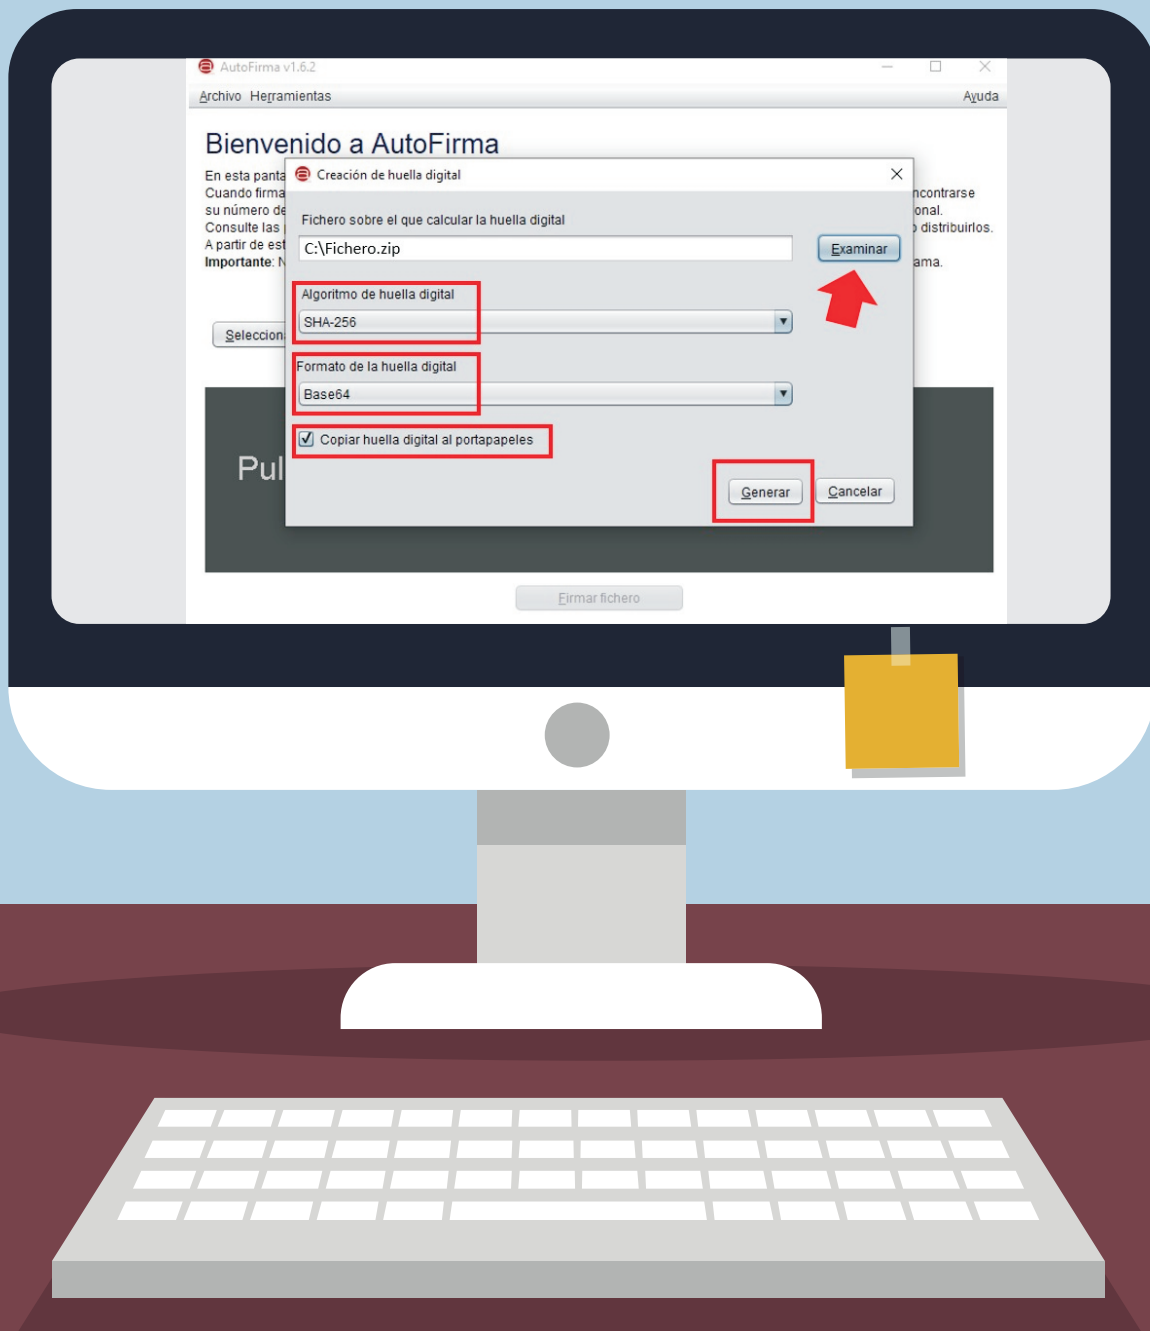 AutoFirma v1.6.2
Archivo Herramientas Ayuda
Bienvenido a AutoFirma
En esta panta
Cuando firma ncontrarse
su número de onal.
Consulte las distribuirlos.
A partir de est
Importante: N ama.
Seleccion
Pul
Creación de huella digital
Fichero sobre el que calcular la huella digital
C:\Fichero.zip
Examinar
Algoritmo de huella digital
SHA-256
Formato de la huella digital
Base64
Copiar huella digital al portapapeles
Generar Cancelar
Firmar fichero